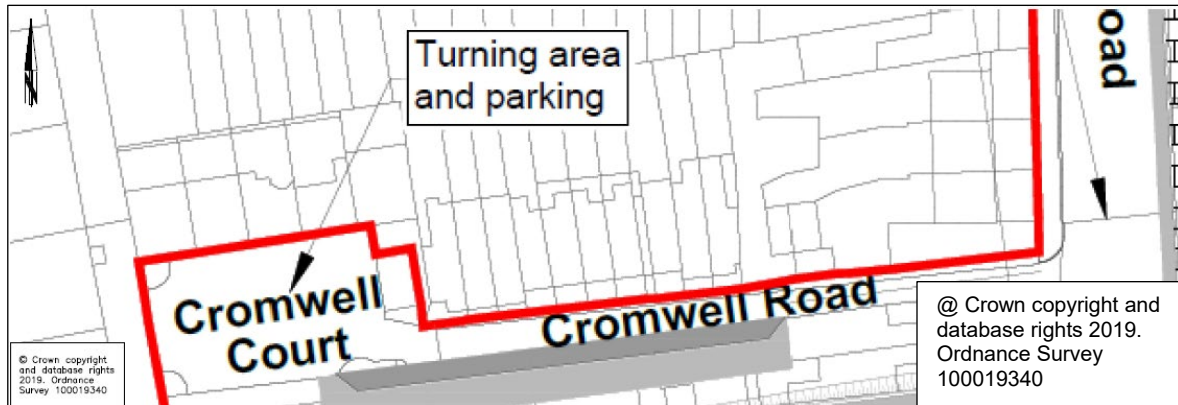 N
Turning area
and parking
oad
Cromwell
Court
Cromwell Road
© Crown copyright
and database rights
2019. Ordnance
Survey 100019340
@ Crown copyright and
database rights 2019.
Ordnance Survey
100019340